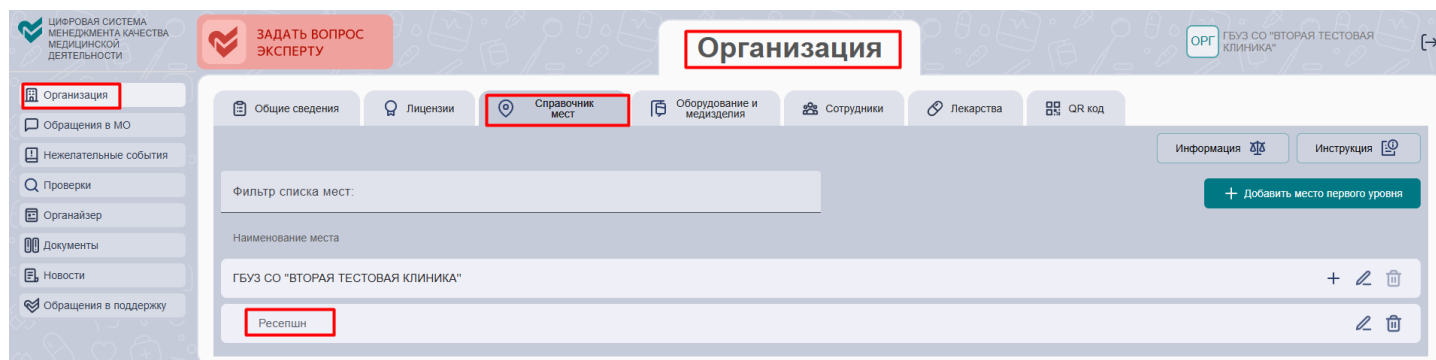 ЦИФРОВАЯ СИСТЕМА
МЕНЕДЖМЕНТА КАЧЕСТВА
МЕДИЦИНСКОЙ
ДЕЯТЕЛЬНОСТИ
ЗАДАТЬ ВОПРОС
ЭКСПЕРТУ
Организация
ОРГ
ГБУЗ СО "ВТОРАЯ ТЕСТОВАЯ
КЛИНИКА"
Организация
Обращения в МО
Нежелательные события
Проверки
Органайзер
Документы
Новости
Обращения в поддержку
Общие сведения
Лицензии
Справочник
мест
Оборудование и
медизделия
Сотрудники
Лекарства
QR код
Информация
Инструкция
Фильтр списка мест:
+ Добавить место первого уровня
Наименование места
ГБУЗ СО "ВТОРАЯ ТЕСТОВАЯ КЛИНИКА"
Ресепшн